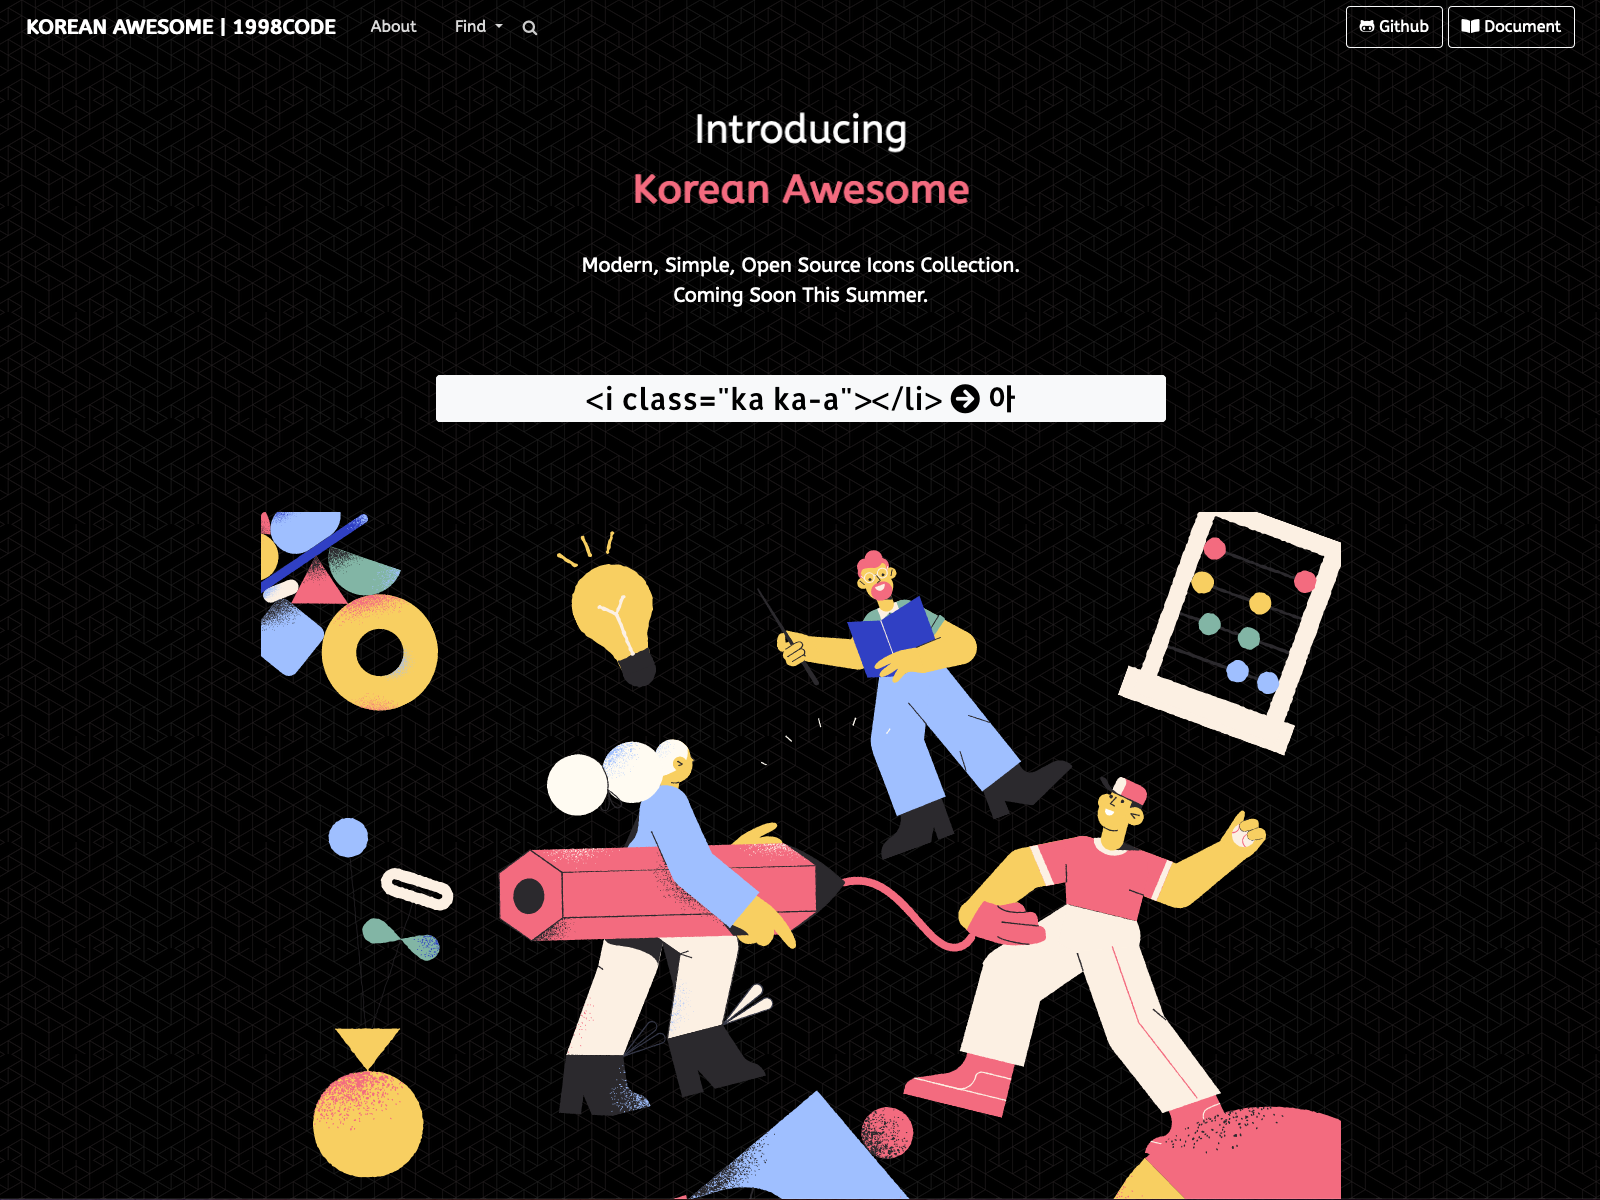 KOREAN AWESOME | 1998CODE
About
Find
Github
Document
Introducing
Korean Awesome
Modern, Simple, Open Source Icons Collection.
Coming Soon This Summer.
<i class="ka ka-a"></li> 아